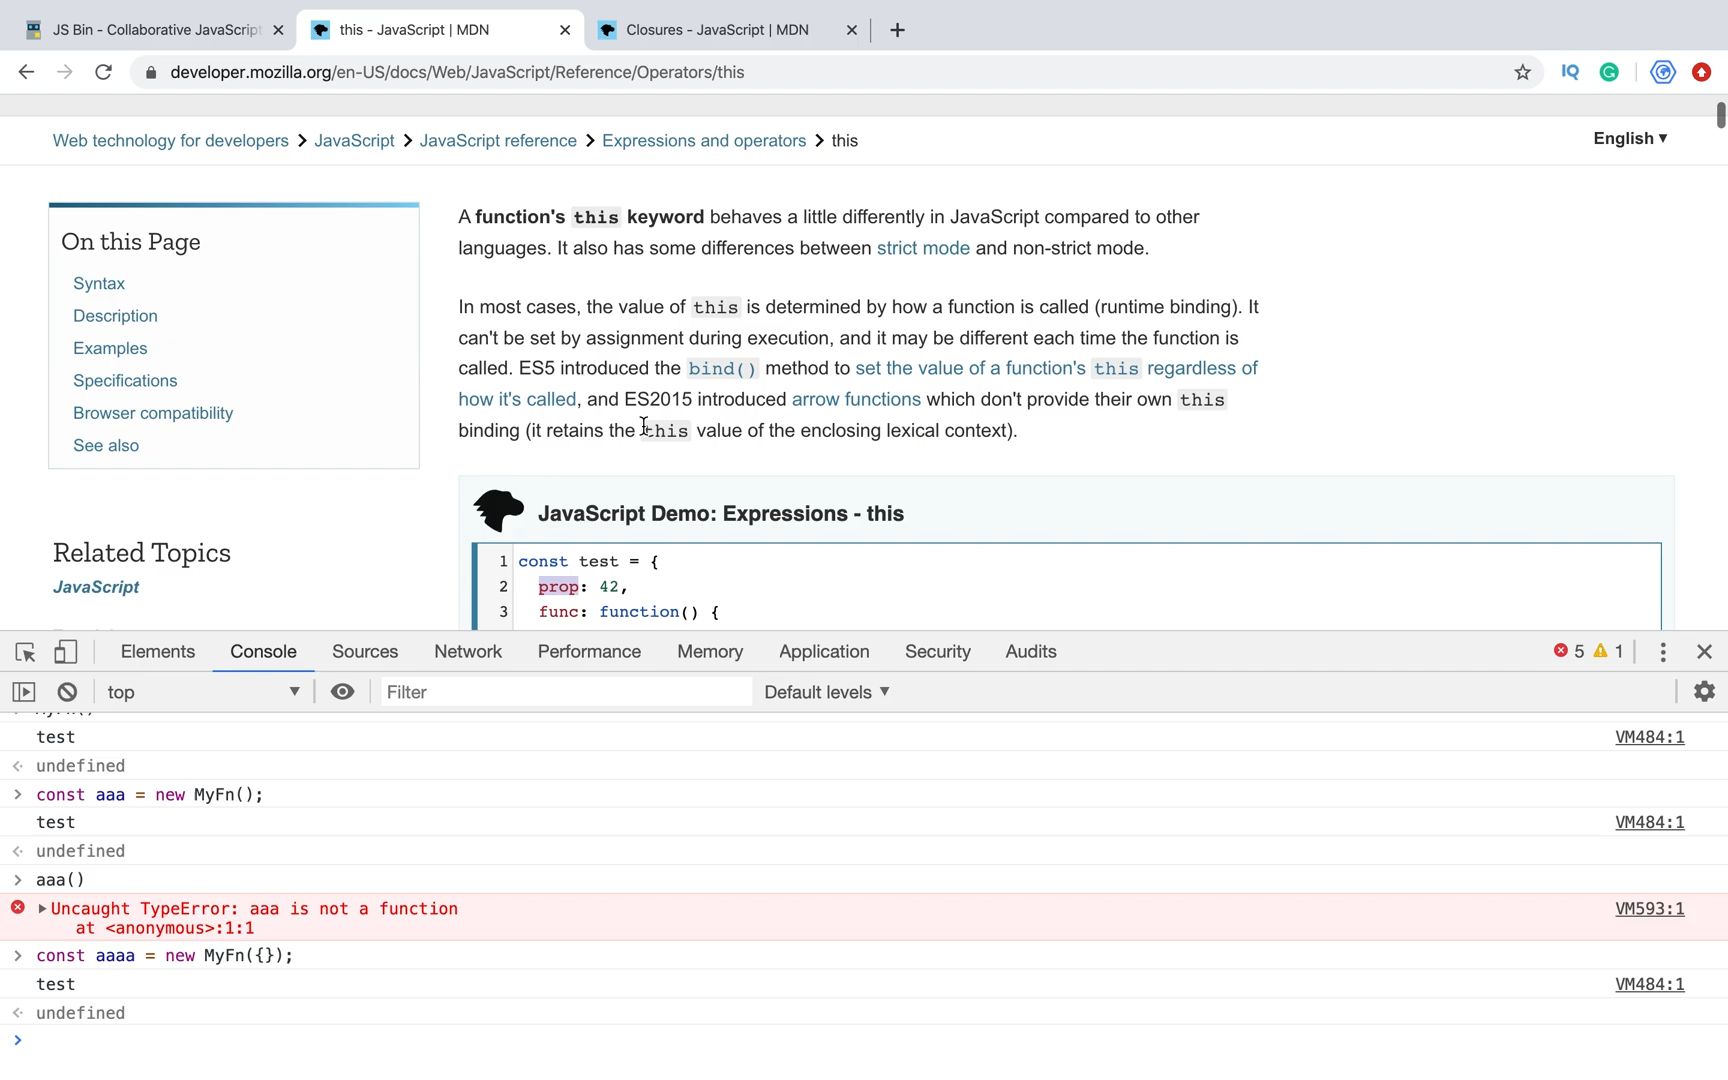 JS Bin - Collaborative JavaScript
this - JavaScript | MDN
Closures - JavaScript | MDN
developer.mozilla.org/en-US/docs/Web/JavaScript/Reference/Operators/this
IQ
Web technology for developers > JavaScript > JavaScript reference > Expressions and operators > this
English ▼
On this Page
Syntax
Description
Examples
Specifications
Browser compatibility
See also
Related Topics
JavaScript
A function's this keyword behaves a little differently in JavaScript compared to other
languages. It also has some differences between strict mode and non-strict mode.
In most cases, the value of this is determined by how a function is called (runtime binding). It
can't be set by assignment during execution, and it may be different each time the function is
called. ES5 introduced the bind() method to set the value of a function's this regardless of
how it's called, and ES2015 introduced arrow functions which don't provide their own this
binding (it retains the this value of the enclosing lexical context).
JavaScript Demo: Expressions - this
1 const test = {
2 prop: 42,
3 func: function() {
Elements Console Sources Network Performance Memory Application Security Audits 5 1
top Filter Default levels ▼
test VM484:1
undefined
const aaa = new MyFn();
test VM484:1
undefined
aaa()
Uncaught TypeError: aaa is not a function VM593:1
at <anonymous>:1:1
const aaaa = new MyFn({});
test VM484:1
undefined